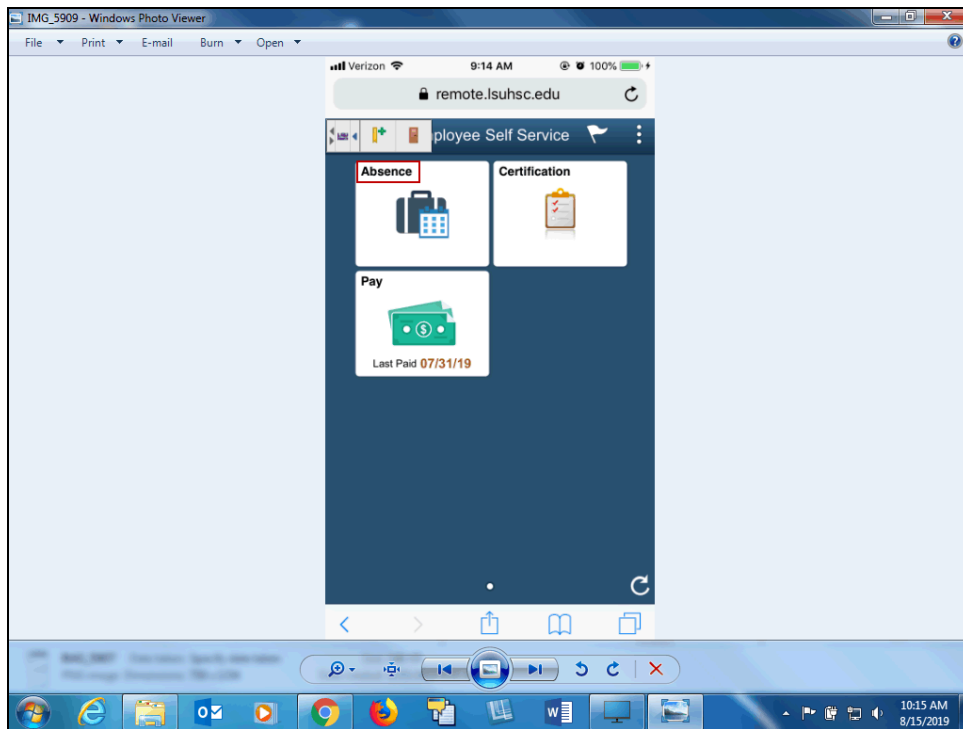 IMG_5909 - Windows Photo Viewer
File Print E-mail Burn Open
Verizon 9:14 AM 100%
remote.lsuhsc.edu
ployee Self Service
Absence Certification
Pay
Last Paid 07/31/19
10:15 AM
8/15/2019